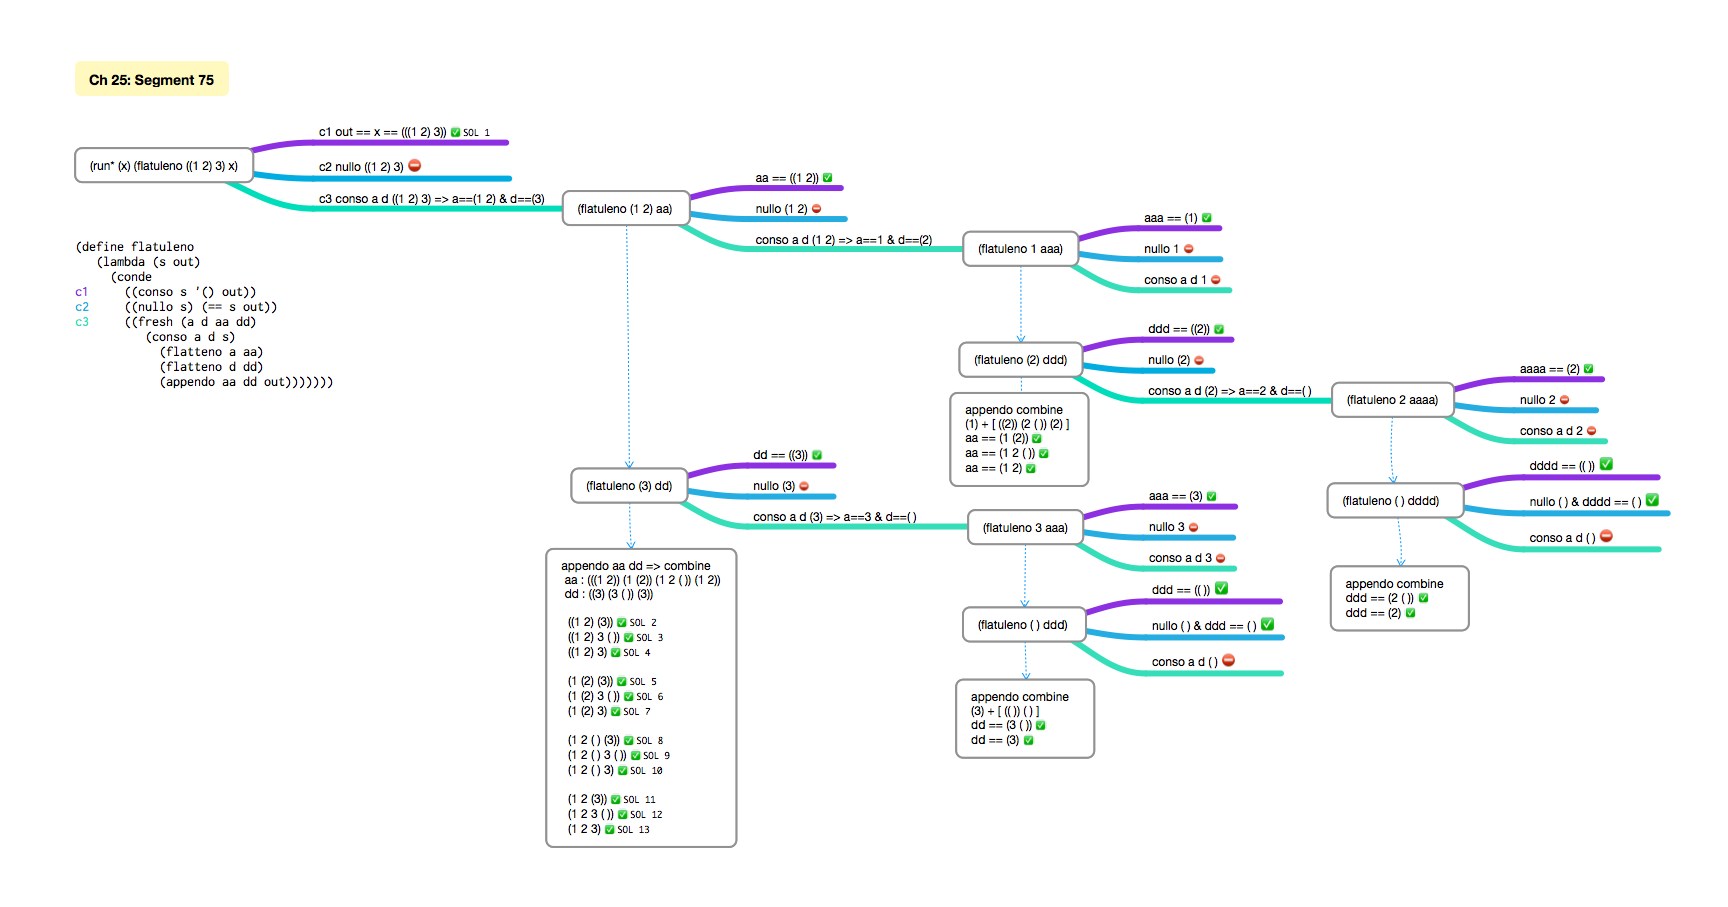 Ch 25: Segment 75
(run* (x) (flatuleno ((1 2) 3) x)
c1 out == x == (((1 2) 3)) ✅ SOL 1
c2 nullo ((1 2) 3) ⛔
c3 conso a d ((1 2) 3) => a==(1 2) & d==(3)
(define flatuleno
(lambda (s out)
(conde
c1 ((conso s '() out))
c2 ((nullo s) (== s out))
c3 ((fresh (a d aa dd)
(conso a d s)
(flatteno a aa)
(flatteno d dd)
(appendo aa dd out)))))))
(flatuleno (1 2) aa)
aa == ((1 2)) ✅
nullo (1 2) ⛔
conso a d (1 2) => a==1 & d==(2)
(flatuleno 1 aaa)
aaa == (1) ✅
nullo 1 ⛔
conso a d 1 ⛔
(flatuleno (2) ddd)
ddd == ((2)) ✅
nullo (2) ⛔
conso a d (2) => a==2 & d==( )
appendo combine
(1) + [ ((2)) (2 ( )) (2) ]
aa == (1 (2)) ✅
aa == (1 2 ( )) ✅
aa == (1 2) ✅
(flatuleno 2 aaaa)
aaaa == (2) ✅
nullo 2 ⛔
conso a d 2 ⛔
(flatuleno ( ) dddd)
dddd == (( )) ✅
nullo ( ) & dddd == ( ) ✅
conso a d ( ) ⛔
appendo combine
ddd == (2 ( )) ✅
ddd == (2) ✅
(flatuleno (3) dd)
dd == ((3)) ✅
nullo (3) ⛔
conso a d (3) => a==3 & d==( )
(flatuleno 3 aaa)
aaa == (3) ✅
nullo 3 ⛔
conso a d 3 ⛔
(flatuleno ( ) ddd)
ddd == (( )) ✅
nullo ( ) & ddd == ( ) ✅
conso a d ( ) ⛔
appendo combine
(3) + [ (( )) ( ) ]
dd == (3 ( )) ✅
dd == (3) ✅
appendo aa dd => combine
aa : (((1 2)) (1 (2)) (1 2 ( )) (1 2))
dd : ((3) (3 ( )) (3))
((1 2) (3)) ✅ SOL 2
((1 2) 3 ( )) ✅ SOL 3
((1 2) 3) ✅ SOL 4
(1 (2) (3)) ✅ SOL 5
(1 (2) 3 ( )) ✅ SOL 6
(1 (2) 3) ✅ SOL 7
(1 2 ( ) (3)) ✅ SOL 8
(1 2 ( ) 3 ( )) ✅ SOL 9
(1 2 ( ) 3) ✅ SOL 10
(1 2 (3)) ✅ SOL 11
(1 2 3 ( )) ✅ SOL 12
(1 2 3) ✅ SOL 13